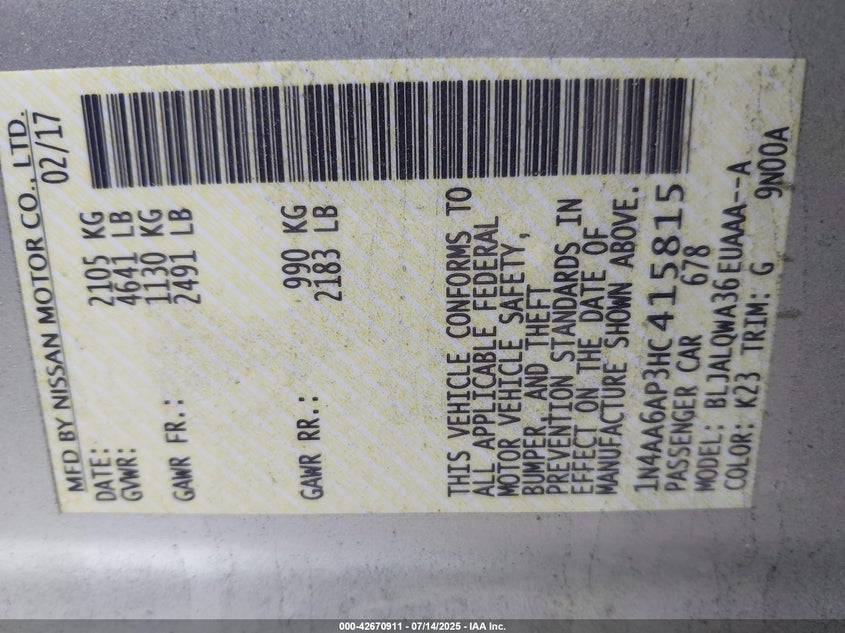 MFD BY NISSAN MOTOR CO., LTD.
DATE: 02/17
GVWR: 2105 KG
4641 LB
GAWR FR.: 1130 KG
2491 LB
GAWR RR.: 990 KG
2183 LB
THIS VEHICLE CONFORMS TO
ALL APPLICABLE FEDERAL
MOTOR VEHICLE SAFETY,
BUMPER AND THEFT
PREVENTION STANDARDS IN
EFFECT ON THE DATE OF
MANUFACTURE SHOWN ABOVE.
1N4AA6AP3HC415815
PASSENGER CAR 678
MODEL: BLJALQWA36EUAAA--A
COLOR: K23 TRIM: G 9N00A
000-42670911 - 07/14/2025 - IAA Inc.